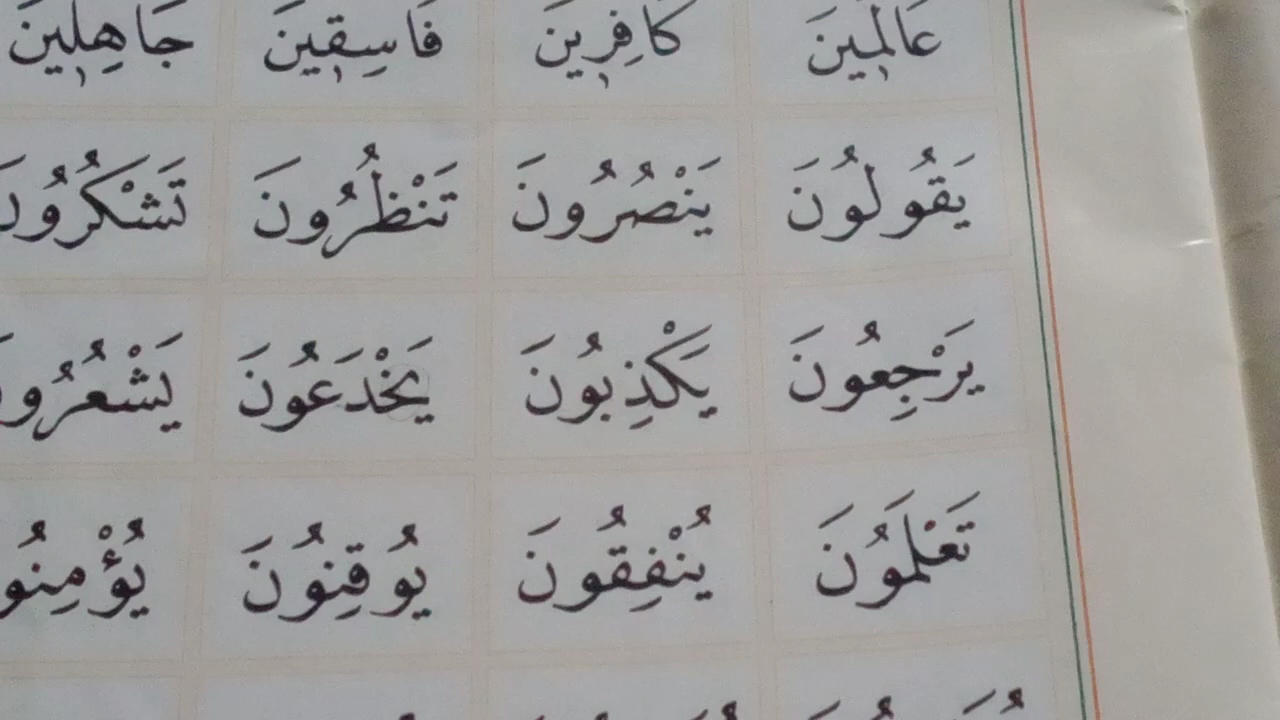 عَالَمِينَ كَافِرِينَ فَاسِقِينَ جَاهِلِينَ
يَقُولُونَ يَنْصُرُونَ تَنْظُرُونَ تَشْكُرُونَ
يَرْجِعُونَ يَكْذِبُونَ يَخْدَعُونَ يَشْعُرُو
تَعْلَمُونَ يُنْفِقُونَ يُوقِنُونَ يُؤْمِنُو